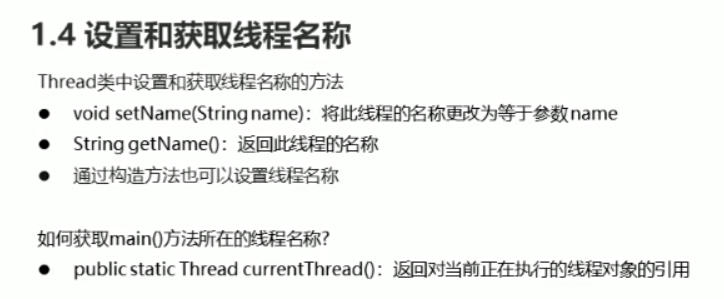 1.4 设置和获取线程名称
Thread类中设置和获取线程名称的方法
● void setName(String name)：将此线程的名称更改为等于参数name
● String getName()：返回此线程的名称
● 通过构造方法也可以设置线程名称
如何获取main()方法所在的线程名称?
● public static Thread currentThread()：返回对当前正在执行的线程对象的引用